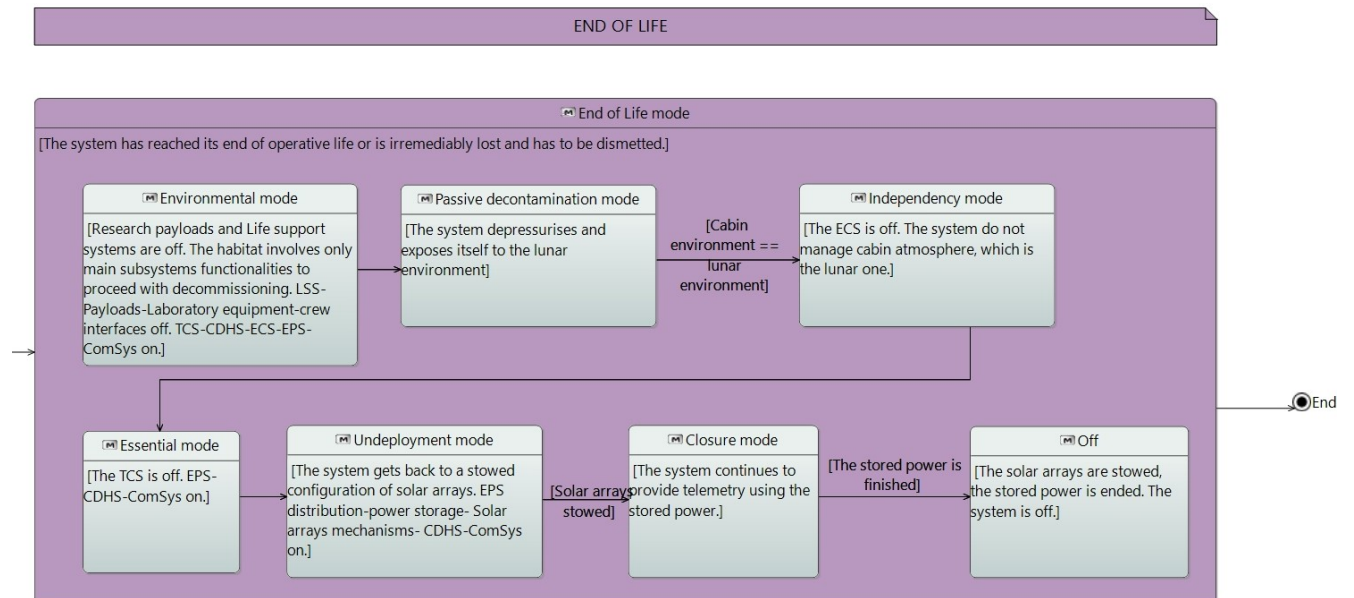 END OF LIFE
End of Life mode
[The system has reached its end of operative life or is irremediably lost and has to be dismetted.]
Environmental mode
[Research payloads and Life support
systems are off. The habitat involves only
main subsystems functionalities to
proceed with decommissioning. LSS-
Payloads-Laboratory equipment-crew
interfaces off. TCS-CDHS-ECS-EPS-
ComSys on.]
Passive decontamination mode
[The system depressurises and
exposes itself to the lunar
environment]
[Cabin
environment ==
lunar
environment]
Independency mode
[The ECS is off. The system do not
manage cabin atmosphere, which is
the lunar one.]
Essential mode
[The TCS is off. EPS-
CDHS-ComSys on.]
Undeployment mode
[The system gets back to a stowed
configuration of solar arrays. EPS
distribution-power storage- Solar
arrays mechanisms- CDHS-ComSys
on.]
[Solar arrays
stowed]
Closure mode
[The system continues to
provide telemetry using the
stored power.]
[The stored power is
finished]
Off
[The solar arrays are stowed,
the stored power is ended. The
system is off.]
End